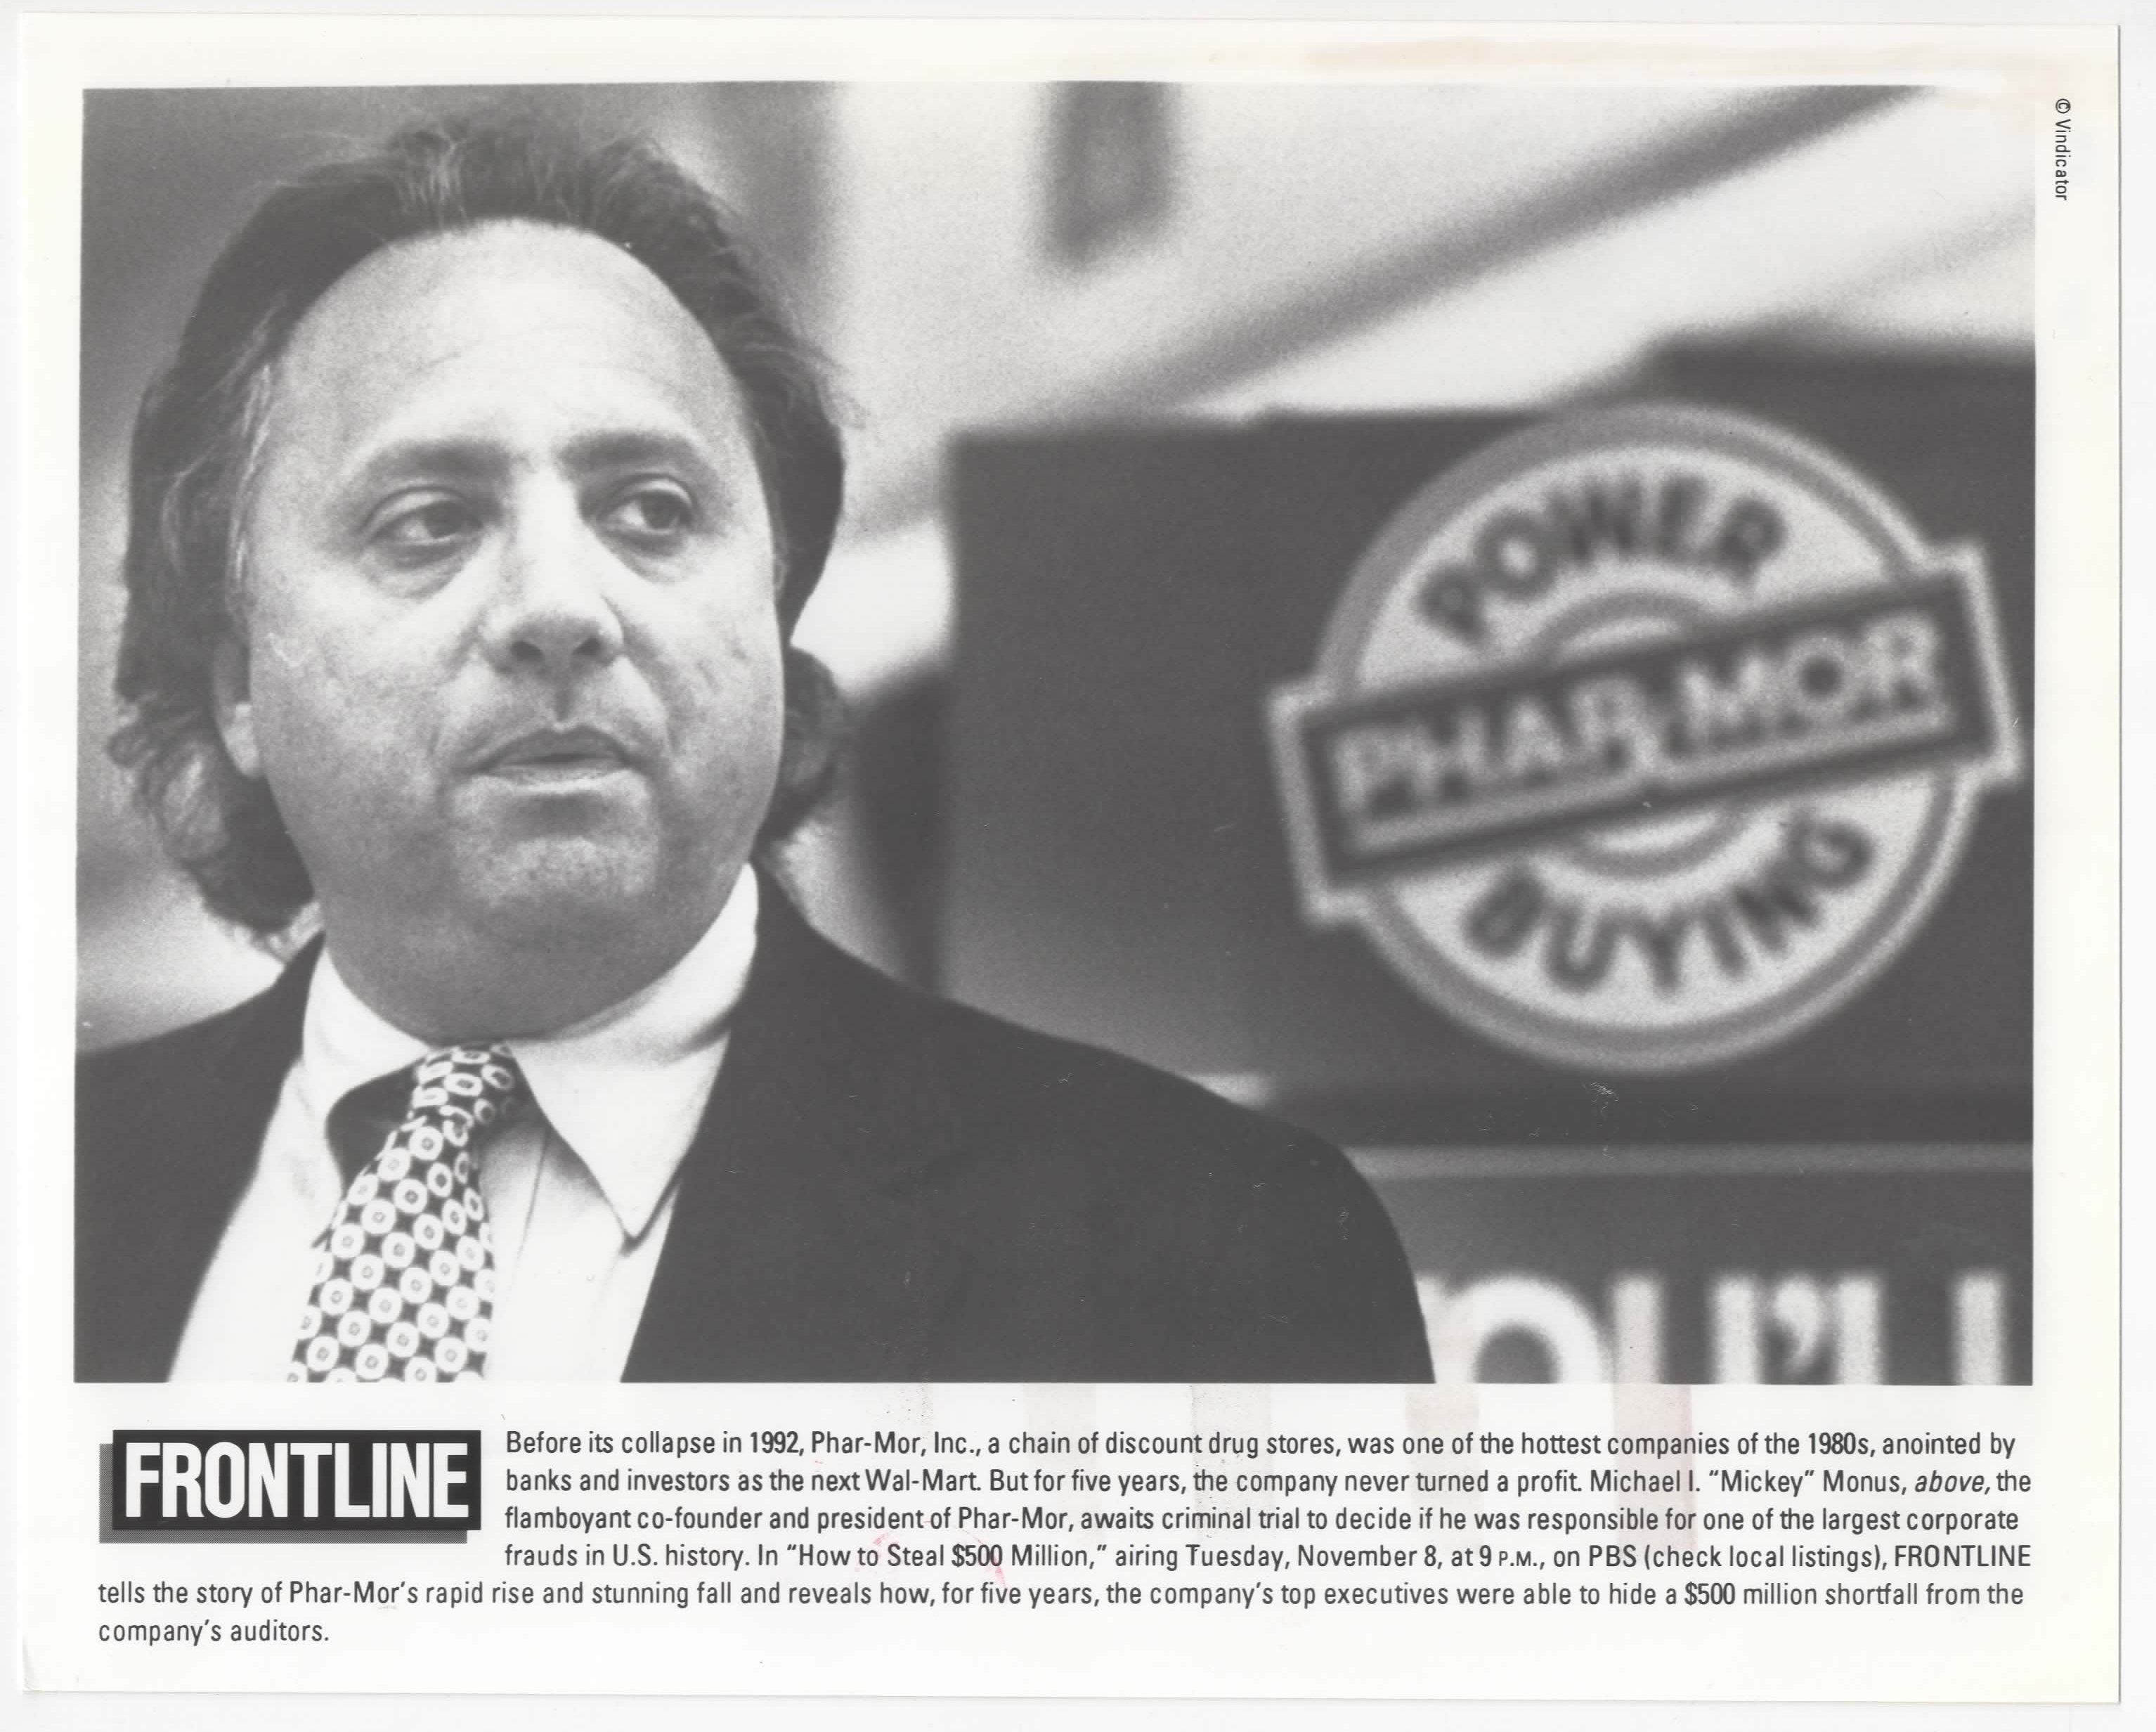 © Vindicator
POWER
PHAR-MOR
BUYING
OU'LL
FRONTLINE
Before its collapse in 1992, Phar-Mor, Inc., a chain of discount drug stores, was one of the hottest companies of the 1980s, anointed by
banks and investors as the next Wal-Mart. But for five years, the company never turned a profit. Michael I. “Mickey” Monus, above, the
flamboyant co-founder and president of Phar-Mor, awaits criminal trial to decide if he was responsible for one of the largest corporate
frauds in U.S. history. In “How to Steal $500 Million,” airing Tuesday, November 8, at 9 P.M., on PBS (check local listings), FRONTLINE
tells the story of Phar-Mor’s rapid rise and stunning fall and reveals how, for five years, the company’s top executives were able to hide a $500 million shortfall from the
company’s auditors.